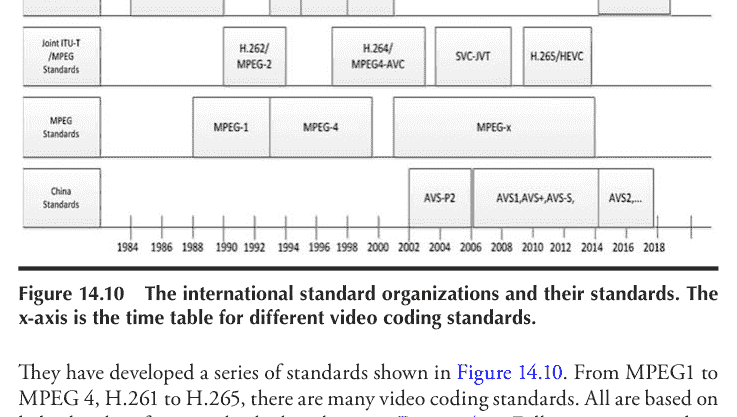 Joint ITU-T
/MPEG
Standards
H.262/
MPEG-2
H.264/
MPEG4-AVC
SVC-JVT
H.265/HEVC
MPEG
Standards
MPEG-1
MPEG-4
MPEG-x
China
Standards
AVS-P2
AVS1,AVS+,AVS-S,
AVS2,...
1984 1986 1988 1990 1992 1994 1996 1998 2000 2002 2004 2006 2008 2010 2012 2014 2016 2018
Figure 14.10 The international standard organizations and their standards. The
x-axis is the time table for different video coding standards.
They have developed a series of standards shown in Figure 14.10. From MPEG1 to
MPEG 4, H.261 to H.265, there are many video coding standards. All are based on